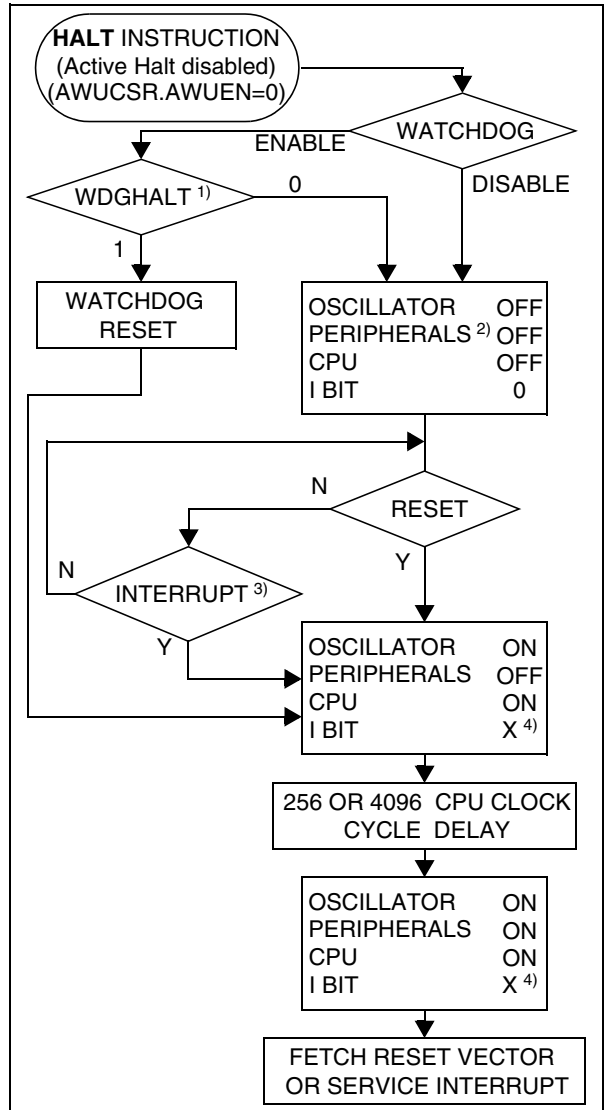 HALT INSTRUCTION
(Active Halt disabled)
(AWUCSR.AWUEN=0)
WATCHDOG
ENABLE
DISABLE
WDGHALT 1)
0
1
WATCHDOG
RESET
OSCILLATOR OFF
PERIPHERALS 2) OFF
CPU OFF
I BIT 0
RESET
N
Y
INTERRUPT 3)
N
Y
OSCILLATOR ON
PERIPHERALS OFF
CPU ON
I BIT X 4)
256 OR 4096 CPU CLOCK
CYCLE DELAY
OSCILLATOR ON
PERIPHERALS ON
CPU ON
I BIT X 4)
FETCH RESET VECTOR
OR SERVICE INTERRUPT